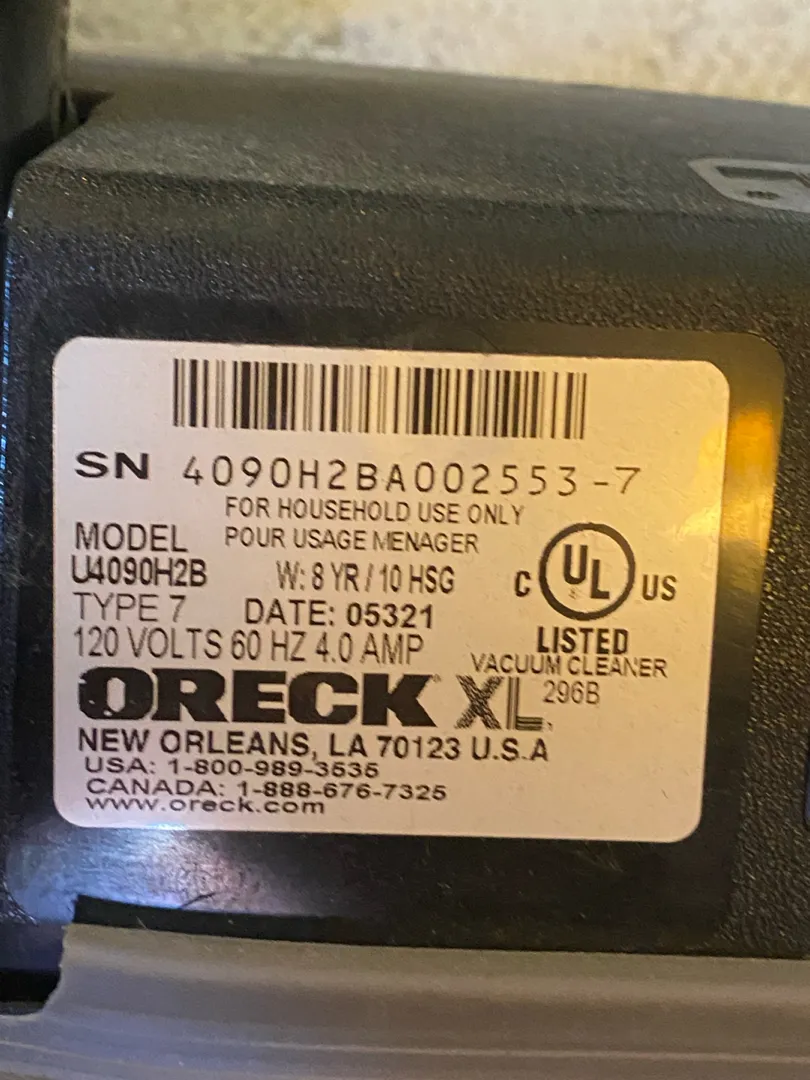 SN 4090H2BA002553-7
FOR HOUSEHOLD USE ONLY
POUR USAGE MENAGER
MODEL
U4090H2B
W: 8 YR / 10 HSG
TYPE 7 DATE: 05321
120 VOLTS 60 HZ 4.0 AMP
C UL US
LISTED
VACUUM CLEANER
296B
ORECK XL
NEW ORLEANS, LA 70123 U.S.A
USA: 1-800-989-3535
CANADA: 1-888-676-7325
www.oreck.com